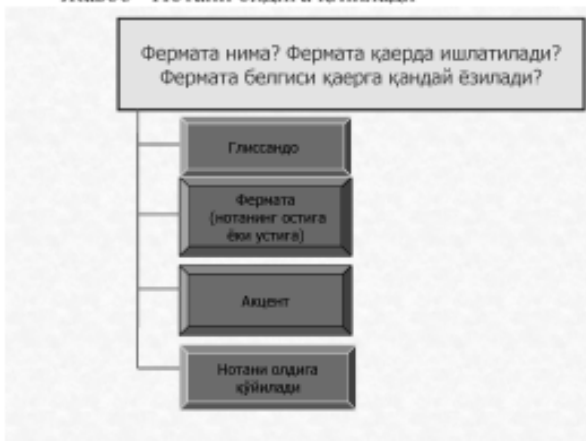 Фермата нима? Фермата қаерда ишлатилади?
Фермата белгиси қаерга қандай ёзилади?
Глиссандо
Фермата
(нотанинг остига
ёки устига)
Акцент
Нотани олдига
қўйилади